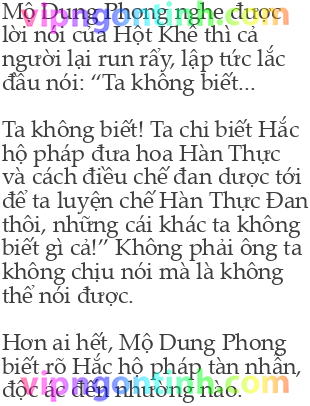 Mộ Dung Phong nghe được
lời nói của Hột Khê thì cả
người lại run rẩy, lập tức lắc
đầu nói: “Ta không biết...
Ta không biết! Ta chỉ biết Hắc
hộ pháp đưa hoa Hàn Thực
và cách điều chế đan dược tới
để ta luyện chế Hàn Thực Đan
thôi, những cái khác ta không
biết gì cả!” Không phải ông ta
không chịu nói mà là không
thể nói được.
Hơn ai hết, Mộ Dung Phong
biết rõ Hắc hộ pháp tàn nhẫn,
độc ác đến nhường nào.
vipngontinh.com
vipngontinh.com